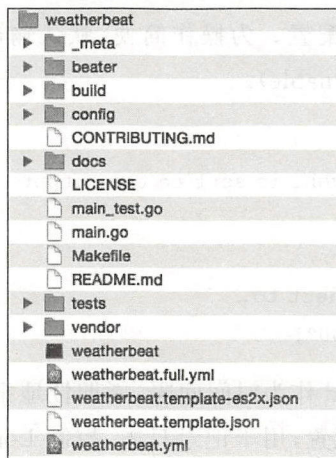 weatherbeat
_meta
beater
build
config
CONTRIBUTING.md
docs
LICENSE
main_test.go
main.go
Makefile
README.md
tests
vendor
weatherbeat
weatherbeat.full.yml
weatherbeat.template-es2x.json
weatherbeat.template.json
weatherbeat.yml